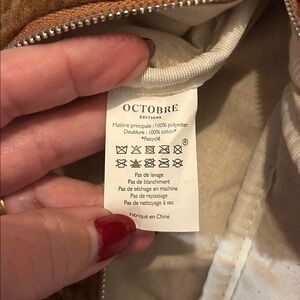 OCTOBRE
ÉDITIONS
Matière principale : 100% polyester
Doublure : 100% coton*
*Recyclé
Pas de lavage
Pas de blanchiment
Pas de séchage en machine
Pas de repassage
Pas de nettoyage à sec
Fabriqué en Chine